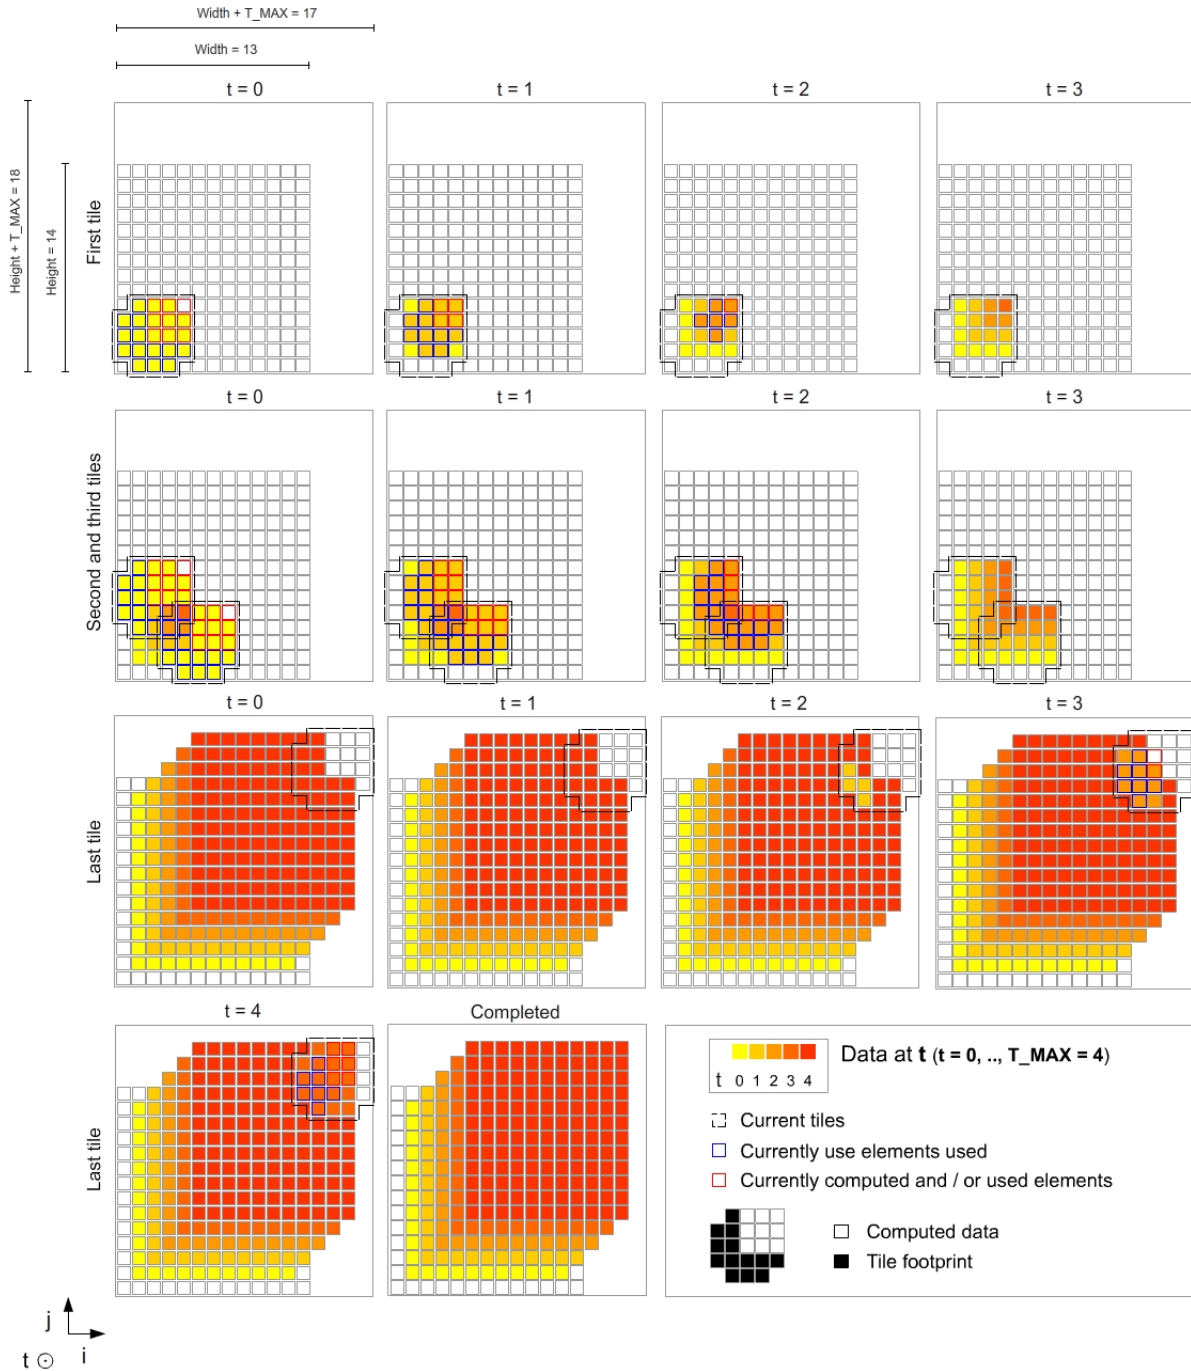 Width + T_MAX = 17
Width = 13
t = 0
t = 1
t = 2
t = 3
Height + T_MAX = 18
Height = 14
First tile
t = 0
t = 1
t = 2
t = 3
Second and third tiles
t = 0
t = 1
t = 2
t = 3
Last tile
t = 4
Completed
Last tile
Data at t (t = 0, .., T_MAX = 4)
t 0 1 2 3 4
Current tiles
Currently use elements used
Currently computed and / or used elements
Computed data
Tile footprint
j
i
t